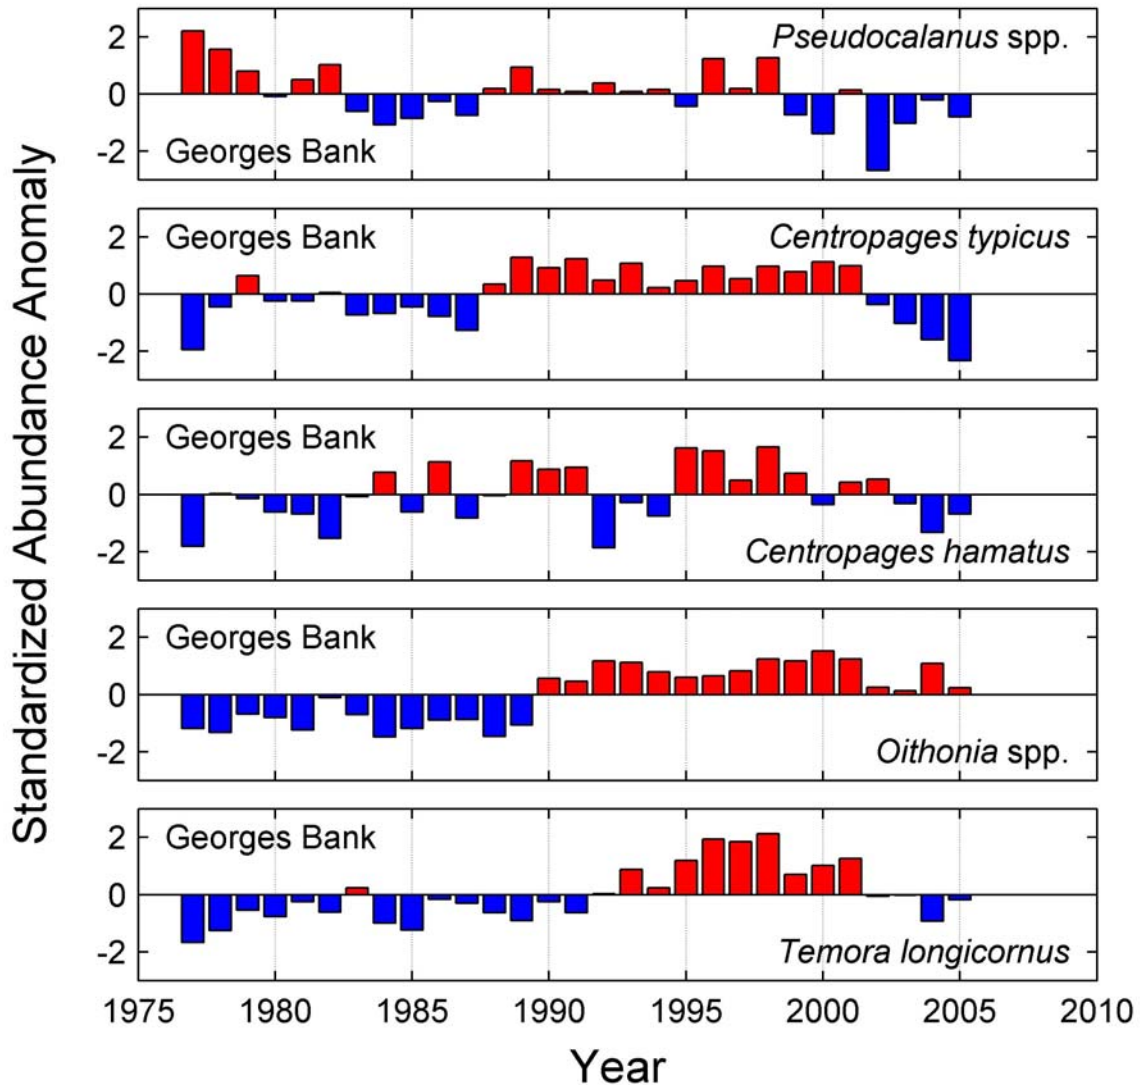 Standardized Abundance Anomaly
2
0
-2
Pseudocalanus spp.
Georges Bank
2
0
-2
Georges Bank
Centropages typicus
2
0
-2
Georges Bank
Centropages hamatus
2
0
-2
Georges Bank
Oithonia spp.
2
0
-2
Georges Bank
Temora longicornus
1975 1980 1985 1990 1995 2000 2005 2010
Year